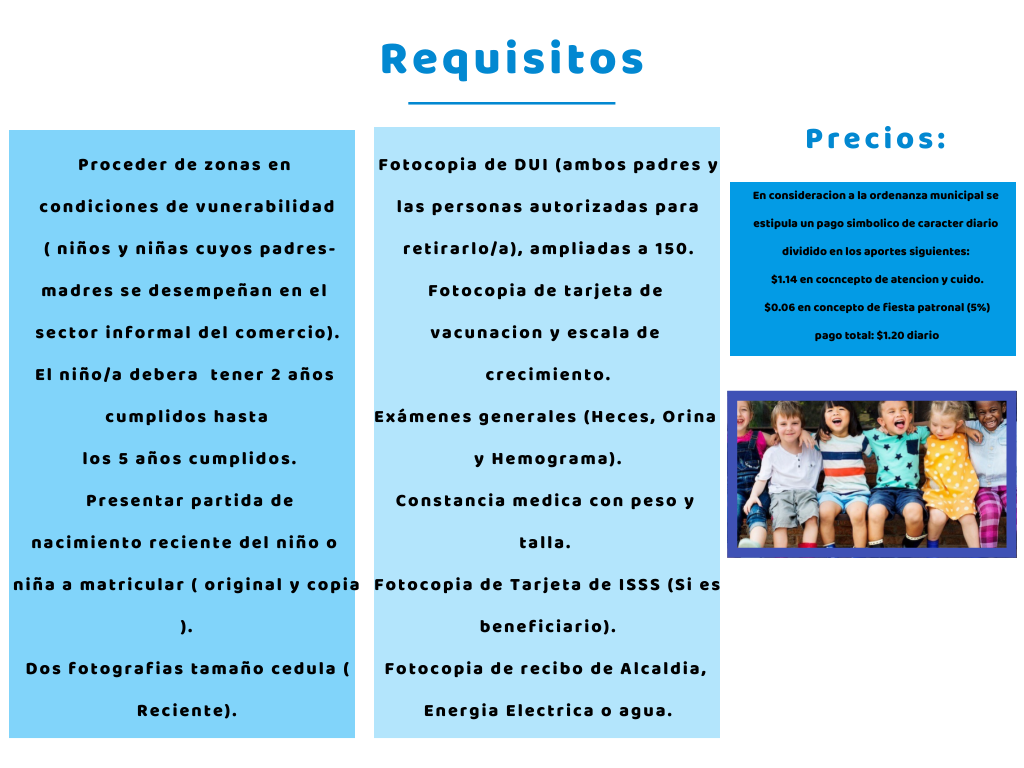 Requisitos
Proceder de zonas en
condiciones de vunerabilidad
( niños y niñas cuyos padres-
madres se desempeñan en el
sector informal del comercio).
El niño/a debera  tener 2 años
cumplidos hasta
los 5 años cumplidos.
Presentar partida de
nacimiento reciente del niño o
niña a matricular ( original y copia
).
Dos fotografias tamaño cedula (
Reciente).
Fotocopia de DUI (ambos padres y
las personas autorizadas para
retirarlo/a), ampliadas a 150.
Fotocopia de tarjeta de
vacunacion y escala de
crecimiento.
Exámenes generales (Heces, Orina
y Hemograma).
Constancia medica con peso y
talla.
Fotocopia de Tarjeta de ISSS (Si es
beneficiario).
Fotocopia de recibo de Alcaldia,
Energia Electrica o agua.
Precios:
En consideracion a la ordenanza municipal se
estipula un pago simbolico de caracter diario
dividido en los aportes siguientes:
$1.14 en cocncepto de atencion y cuido.
$0.06 en concepto de fiesta patronal (5%)
pago total: $1.20 diario